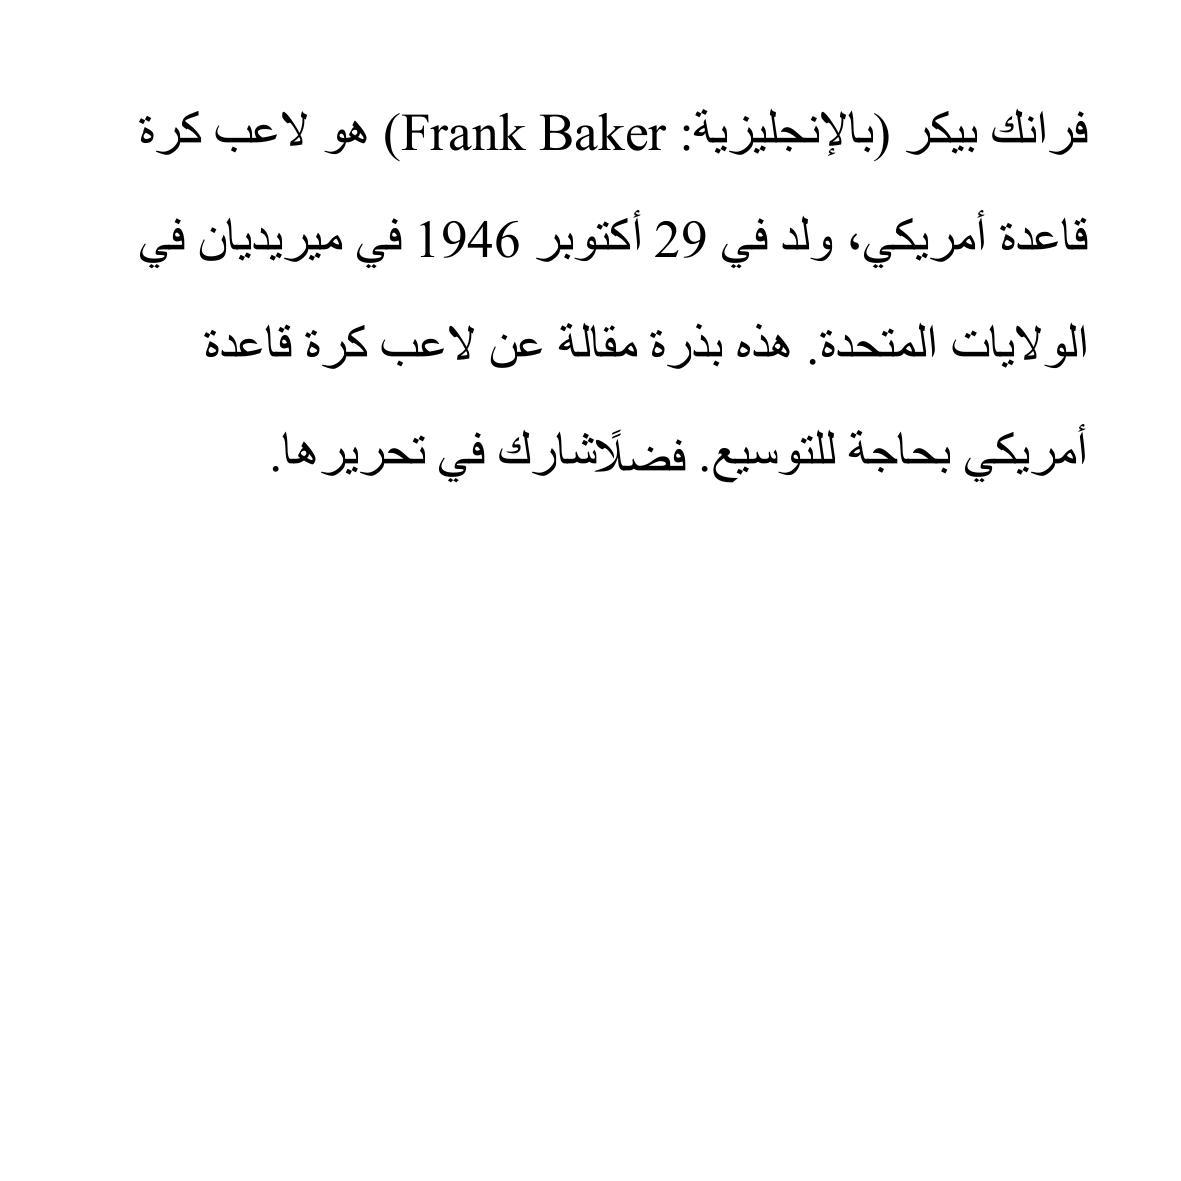 فرانك بيكر (بالإنجليزية: Frank Baker) هو لاعب كرة
قاعدة أمريكي، ولد في 29 أكتوبر 1946 في ميريديان في
الولايات المتحدة. هذه بذرة مقالة عن لاعب كرة قاعدة
أمريكي بحاجة للتوسيع. فضلًاشارك في تحريرها.